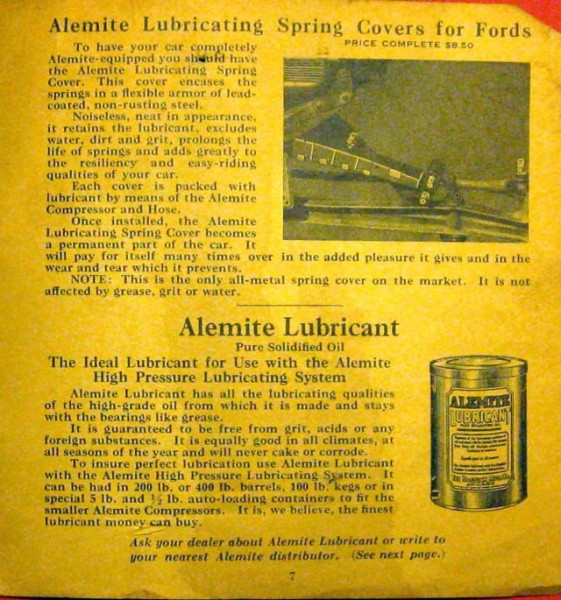 Alemite Lubricating Spring Covers for Fords
PRICE COMPLETE $8.50
To have your car completely
Alemite-equipped you should have
the Alemite Lubricating Spring
Cover. This cover encases the
springs in a flexible armor of lead-
coated, non-rusting steel.
Noiseless, neat in appearance,
it retains the lubricant, excludes
water, dirt and grit, prolongs the
life of springs and adds greatly to
the resiliency and easy-riding
qualities of your car.
Each cover is packed with
lubricant by means of the Alemite
Compressor and Hose.
Once installed, the Alemite
Lubricating Spring Cover becomes
a permanent part of the car. It
will pay for itself many times over in the added pleasure it gives and in the
wear and tear which it prevents.
NOTE: This is the only all-metal spring cover on the market. It is not
affected by grease, grit or water.
Alemite Lubricant
Pure Solidified Oil
The Ideal Lubricant for Use with the Alemite
High Pressure Lubricating System
Alemite Lubricant has all the lubricating qualities
of the high-grade oil from which it is made and stays
with the bearings like grease.
It is guaranteed to be free from grit, acids or any
foreign substances. It is equally good in all climates, at
all seasons of the year and will never cake or corrode.
To insure perfect lubrication use Alemite Lubricant
with the Alemite High Pressure Lubricating System. It
can be had in 200 lb. or 400 lb. barrels, 100 lb. kegs or in
special 5 lb. and ½ lb. auto-loading containers to fit the
smaller Alemite Compressors. It is, we believe, the finest
lubricant money can buy.
ALEMITE
LUBRICANT
Ask your dealer about Alemite Lubricant or write to
your nearest Alemite distributor. (See next page.)
7